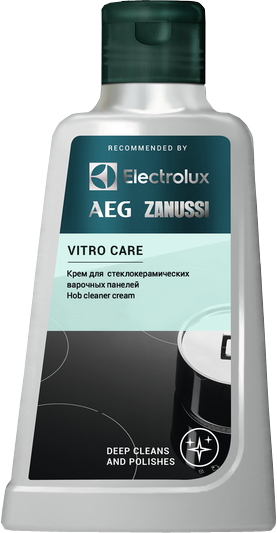 RECOMMENDED BY
Electrolux
AEG ZANUSSI
VITRO CARE
Крем для стеклокерамических
варочных панелей
Hob cleaner cream
DEEP CLEANS
AND POLISHES